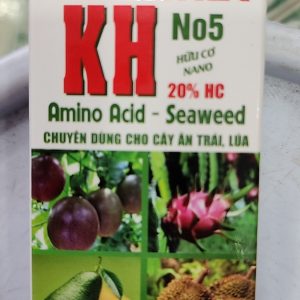 KH No5
HỮU CƠ
NANO
20% HC
Amino Acid - Seaweed
CHUYÊN DÙNG CHO CÂY ĂN TRÁI, LÚA